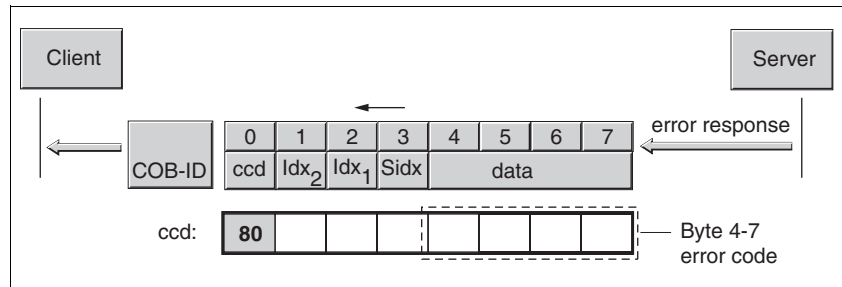 Client
Server
0 1 2 3 4 5 6 7
error response
COB-ID
ccd Idx2 Idx1 Sidx data
ccd:
80
Byte 4-7
error code